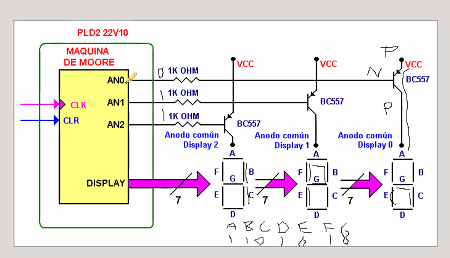 PLD2 22V10
MAQUINA
DE MOORE
CLK
CLR
AN0
AN1
AN2
DISPLAY
0
1
1
1K OHM
1K OHM
1K OHM
VCC
VCC
VCC
P
N
P
BC557
BC557
BC557
Anodo común
Display 2
Anodo común
Display 1
Anodo común
Display 0
A
F B
G
E C
D
A
F B
G
E C
D
A
F B
G
E C
D
7
7
7
A B C D E F G